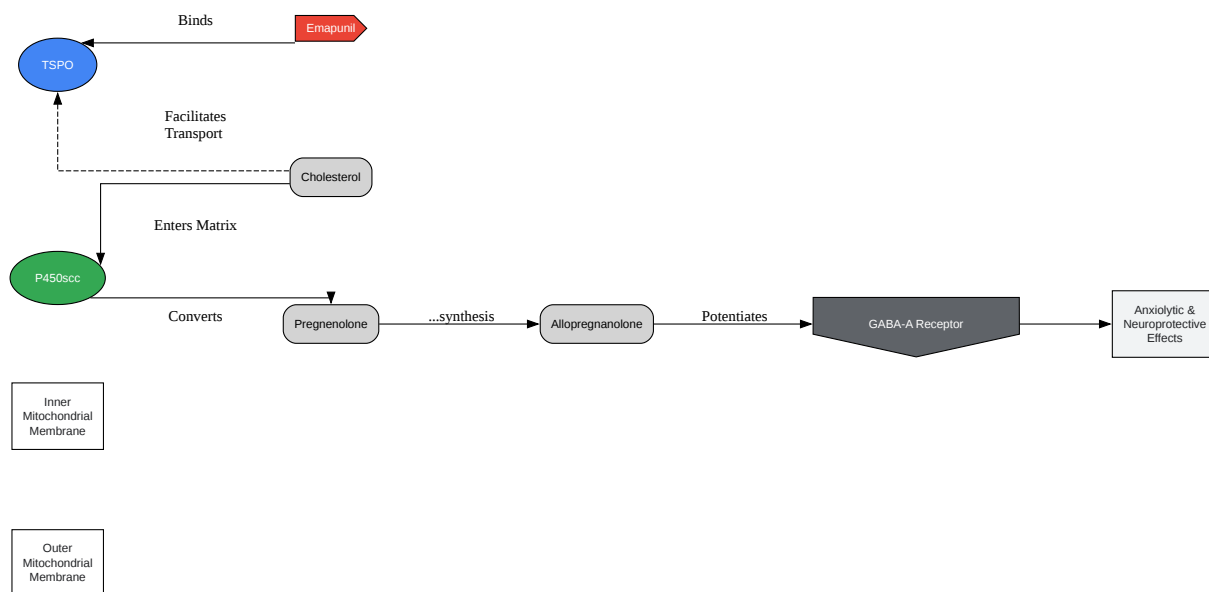 Binds
Emapunil
TSPO
Facilitates
Transport
Cholesterol
Enters Matrix
P450scc
Converts
Pregnenolone
...synthesis
Allopregnanolone
Potentiates
GABA-A Receptor
Anxiolytic &
Neuroprotective
Effects
Inner
Mitochondrial
Membrane
Outer
Mitochondrial
Membrane